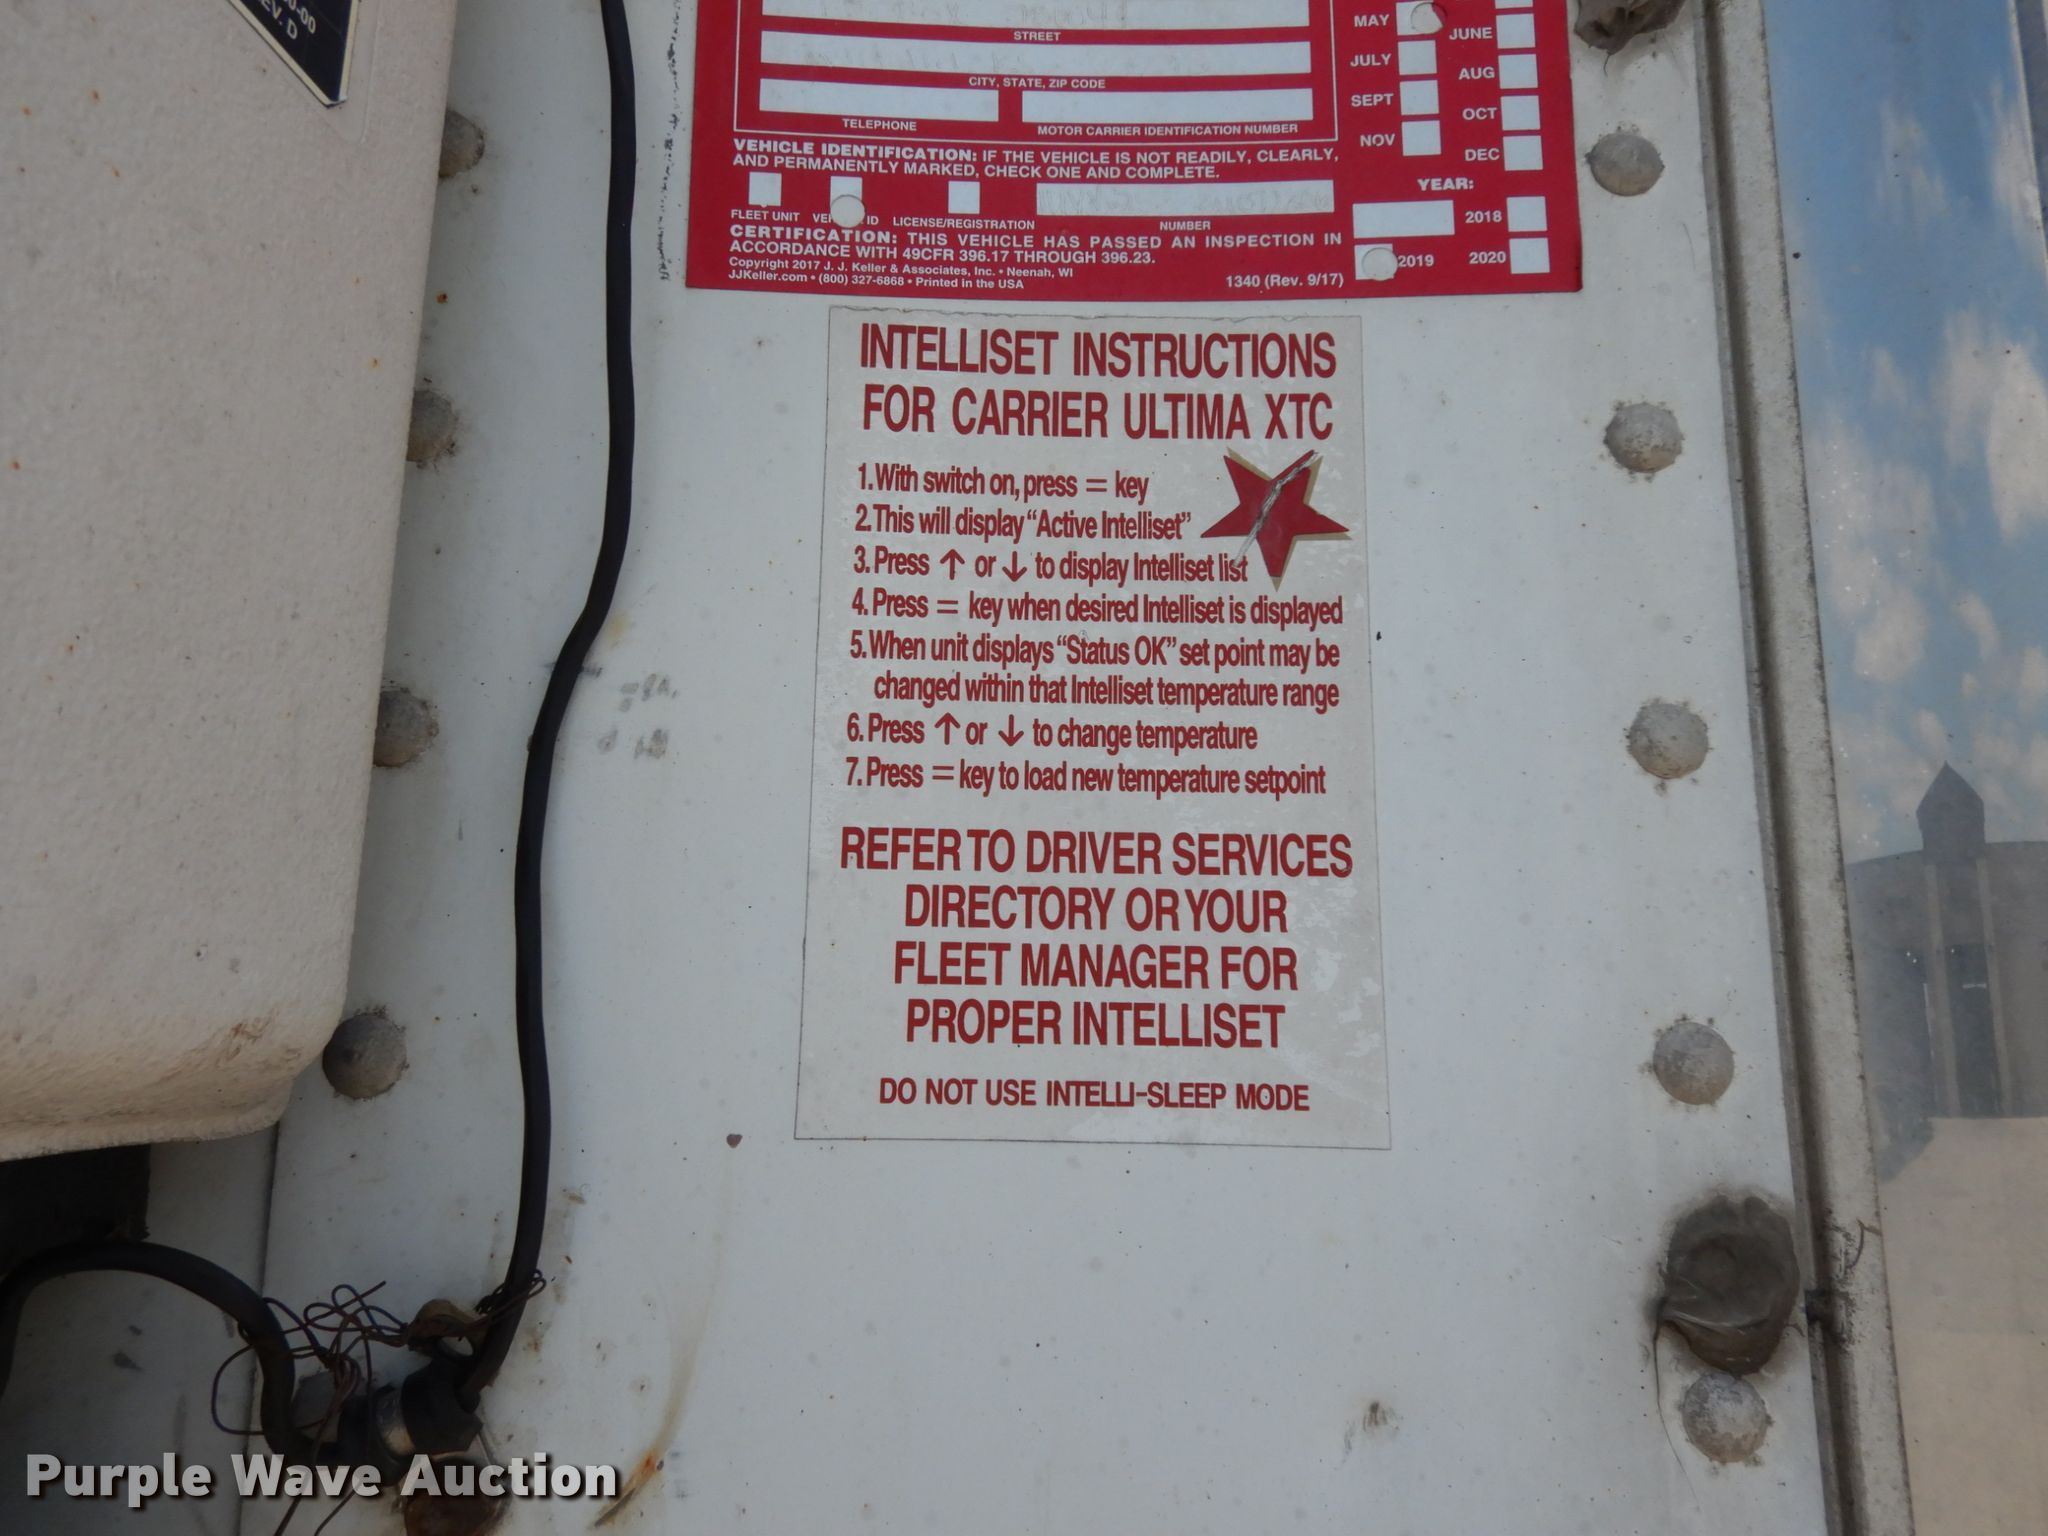 0-00
EV. D
STREET
CITY, STATE, ZIP CODE
TELEPHONE
MOTOR CARRIER IDENTIFICATION NUMBER
VEHICLE IDENTIFICATION: IF THE VEHICLE IS NOT READILY, CLEARLY,
AND PERMANENTLY MARKED, CHECK ONE AND COMPLETE.
FLEET UNIT VEH ID LICENSE/REGISTRATION NUMBER
CERTIFICATION: THIS VEHICLE HAS PASSED AN INSPECTION IN
ACCORDANCE WITH 49CFR 396.17 THROUGH 396.23.
Copyright 2017 J. J. Keller & Associates, Inc. • Neenah, WI
JJKeller.com • (800) 327-6868 • Printed in the USA
1340 (Rev. 9/17)
MAY JUNE
JULY AUG
SEPT OCT
NOV DEC
YEAR:
2018
2019 2020
INTELLISET INSTRUCTIONS
FOR CARRIER ULTIMA XTC
1. With switch on, press = key
2. This will display "Active Intelliset"
3. Press ↑ or ↓ to display Intelliset list
4. Press = key when desired Intelliset is displayed
5. When unit displays "Status OK" set point may be
changed within that Intelliset temperature range
6. Press ↑ or ↓ to change temperature
7. Press = key to load new temperature setpoint
REFER TO DRIVER SERVICES
DIRECTORY OR YOUR
FLEET MANAGER FOR
PROPER INTELLISET
DO NOT USE INTELLI-SLEEP MODE
Purple Wave Auction